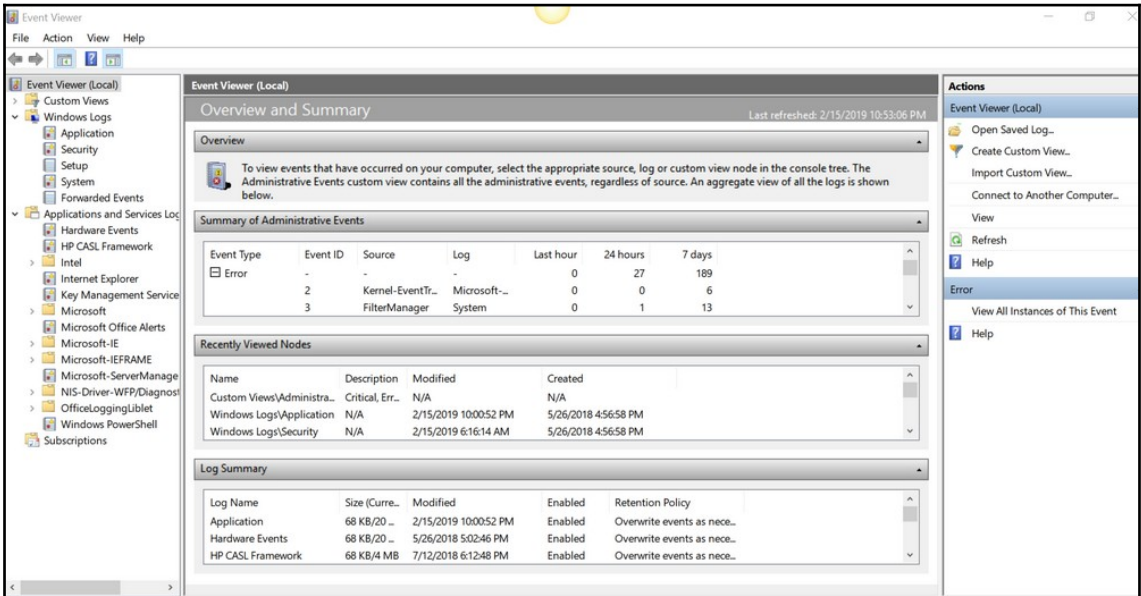 Event Viewer
File Action View Help
Event Viewer (Local)
Custom Views
Windows Logs
Application
Security
Setup
System
Forwarded Events
Applications and Services Log
Hardware Events
HP CASL Framework
Intel
Internet Explorer
Key Management Service
Microsoft
Microsoft Office Alerts
Microsoft-IE
Microsoft-IEFRAME
Microsoft-ServerManage
NIS-Driver-WFP/Diagnost
OfficeLoggingLiblet
Windows PowerShell
Subscriptions
Event Viewer (Local)
Overview and Summary Last refreshed: 2/15/2019 10:53:06 PM
Overview
To view events that have occurred on your computer, select the appropriate source, log or custom view node in the console tree. The
Administrative Events custom view contains all the administrative events, regardless of source. An aggregate view of all the logs is shown
below.
Summary of Administrative Events
Event Type Event ID Source Log Last hour 24 hours 7 days
Error - - - 0 27 189
2 Kernel-EventTr... Microsoft-... 0 0 6
3 FilterManager System 0 1 13
Recently Viewed Nodes
Name Description Modified Created
Custom Views\Administra... Critical, Err... N/A N/A
Windows Logs\Application N/A 2/15/2019 10:00:52 PM 5/26/2018 4:56:58 PM
Windows Logs\Security N/A 2/15/2019 6:16:14 AM 5/26/2018 4:56:58 PM
Log Summary
Log Name Size (Curre... Modified Enabled Retention Policy
Application 68 KB/20 ... 2/15/2019 10:00:52 PM Enabled Overwrite events as nece...
Hardware Events 68 KB/20 ... 5/26/2018 5:02:46 PM Enabled Overwrite events as nece...
HP CASL Framework 68 KB/4 MB 7/12/2018 6:12:48 PM Enabled Overwrite events as nece...
Actions
Event Viewer (Local)
Open Saved Log...
Create Custom View...
Import Custom View...
Connect to Another Computer...
View
Refresh
Help
Error
View All Instances of This Event
Help